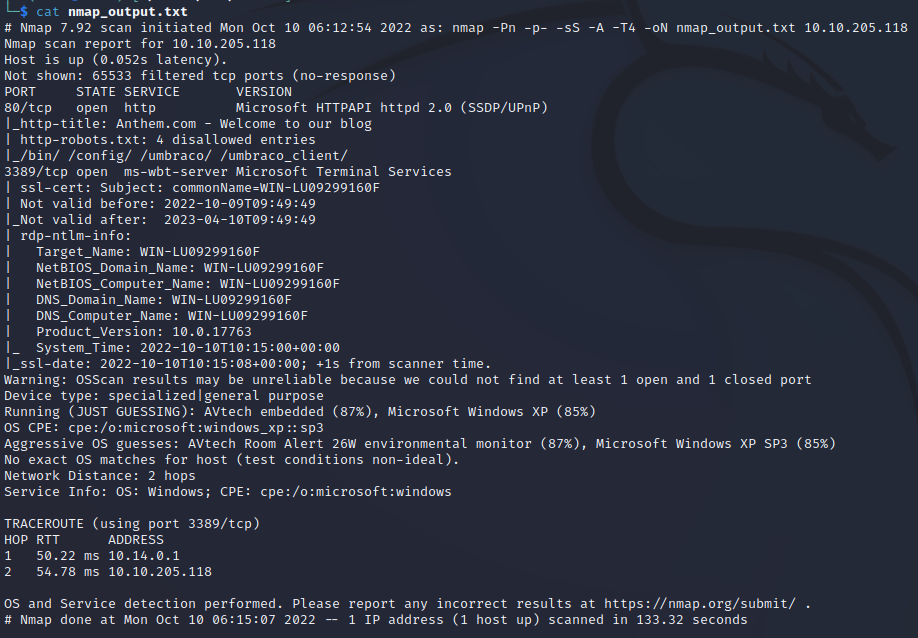 └─$ cat nmap_output.txt
# Nmap 7.92 scan initiated Mon Oct 10 06:12:54 2022 as: nmap -Pn -p- -sS -A -T4 -oN nmap_output.txt 10.10.205.118
Nmap scan report for 10.10.205.118
Host is up (0.052s latency).
Not shown: 65533 filtered tcp ports (no-response)
PORT     STATE SERVICE       VERSION
80/tcp   open  http          Microsoft HTTPAPI httpd 2.0 (SSDP/UPnP)
|_http-title: Anthem.com - Welcome to our blog
| http-robots.txt: 4 disallowed entries
|_/bin/ /config/ /umbraco/ /umbraco_client/
3389/tcp open  ms-wbt-server Microsoft Terminal Services
| ssl-cert: Subject: commonName=WIN-LU09299160F
| Not valid before: 2022-10-09T09:49:49
|_Not valid after:  2023-04-10T09:49:49
| rdp-ntlm-info:
|   Target_Name: WIN-LU09299160F
|   NetBIOS_Domain_Name: WIN-LU09299160F
|   NetBIOS_Computer_Name: WIN-LU09299160F
|   DNS_Domain_Name: WIN-LU09299160F
|   DNS_Computer_Name: WIN-LU09299160F
|   Product_Version: 10.0.17763
|_  System_Time: 2022-10-10T10:15:00+00:00
|_ssl-date: 2022-10-10T10:15:08+00:00; +1s from scanner time.
Warning: OSScan results may be unreliable because we could not find at least 1 open and 1 closed port
Device type: specialized|general purpose
Running (JUST GUESSING): AVtech embedded (87%), Microsoft Windows XP (85%)
OS CPE: cpe:/o:microsoft:windows_xp::sp3
Aggressive OS guesses: AVtech Room Alert 26W environmental monitor (87%), Microsoft Windows XP SP3 (85%)
No exact OS matches for host (test conditions non-ideal).
Network Distance: 2 hops
Service Info: OS: Windows; CPE: cpe:/o:microsoft:windows
TRACEROUTE (using port 3389/tcp)
HOP RTT      ADDRESS
1   50.22 ms 10.14.0.1
2   54.78 ms 10.10.205.118
OS and Service detection performed. Please report any incorrect results at https://nmap.org/submit/ .
# Nmap done at Mon Oct 10 06:15:07 2022 -- 1 IP address (1 host up) scanned in 133.32 seconds